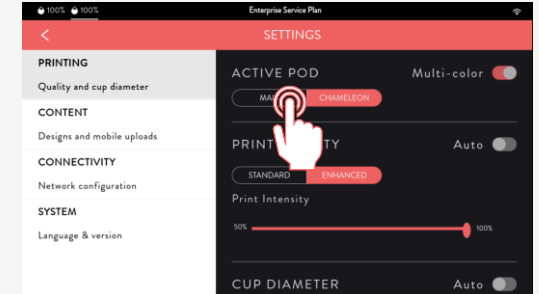 100% 100% Enterprise Service Plan
SETTINGS
PRINTING
Quality and cup diameter
CONTENT
Designs and mobile uploads
CONNECTIVITY
Network configuration
SYSTEM
Language & version
ACTIVE POD Multi-color
CHAMELEON
Auto
STANDARD ENHANCED
Print Intensity
50% 100%
CUP DIAMETER Auto